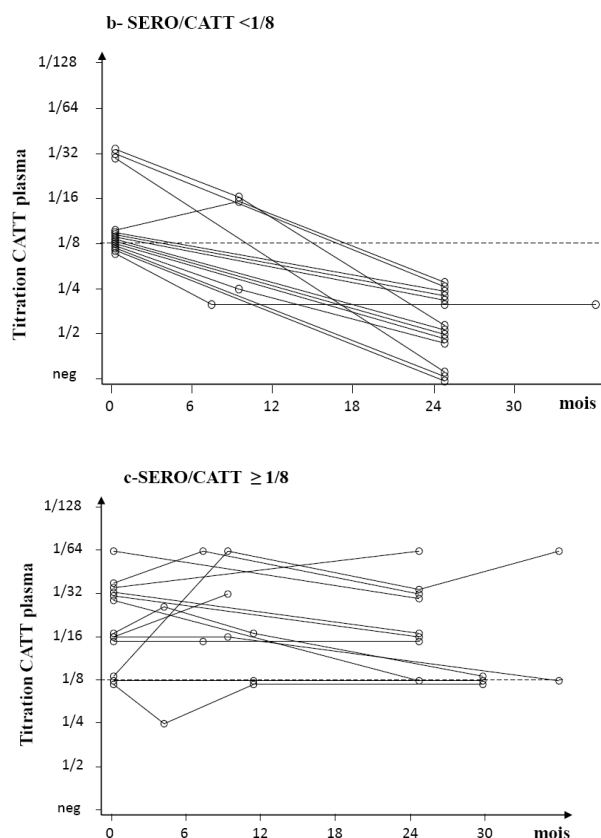 b- SERO/CATT <1/8
Titration CATT plasma
1/128
1/64
1/32
1/16
1/8
1/4
1/2
neg
0 6 12 18 24 30 mois
c-SERO/CATT ≥ 1/8
Titration CATT plasma
1/128
1/64
1/32
1/16
1/8
1/4
1/2
neg
0 6 12 24 30
mois